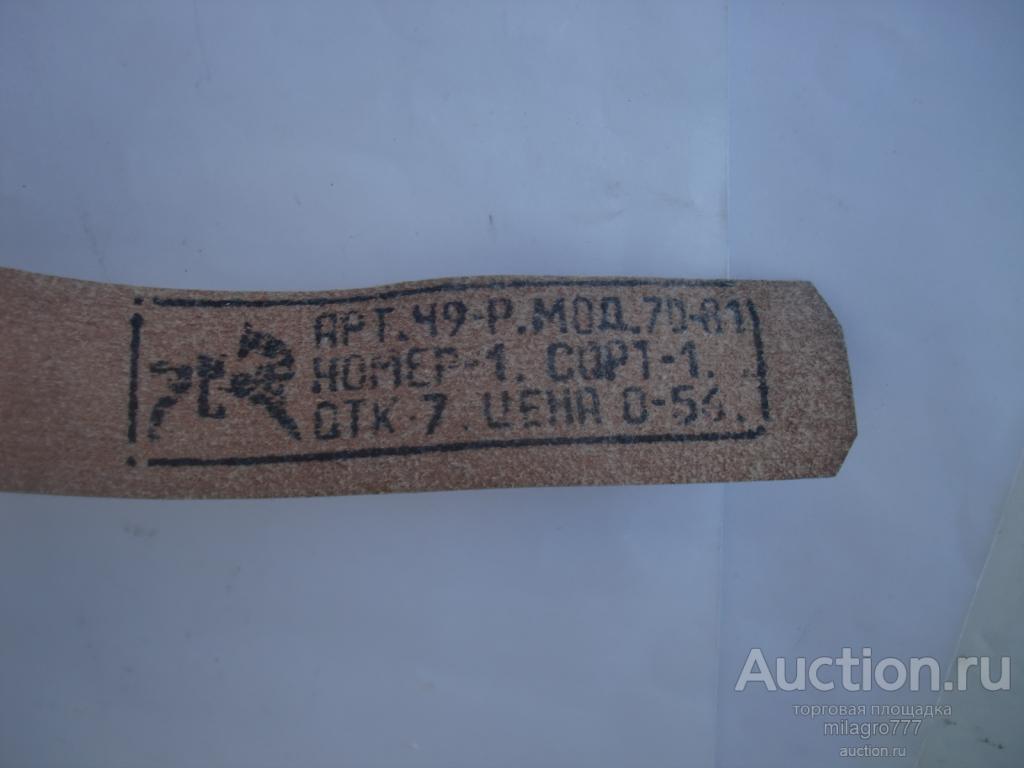 АРТ.49-Р.МОД.70-81
НОМЕР-1. СОРТ-1.
ОТК-7. ЦЕНА 0-56.
Auction.ru
торговая площадка
milagro777
auction.ru